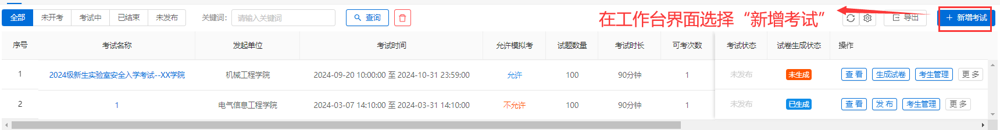 全部 未开考 考试中 已结束 未发布 关键词: 请输入关键词 查询 在工作台界面选择“新增考试” 导出 + 新增考试
序号 考试名称 发起单位 考试时间 允许模拟考 试题数量 考试时长 可考次数 考试状态 试卷生成状态 操作
1 2024级新生实验室安全入学考试--XX学院 机械工程学院 2024-09-20 10:00:00 至 2024-10-31 23:59:00 允许 100 90分钟 1 未发布 未生成 查看 生成试卷 考生管理 更多
2 1 电气信息工程学院 2024-03-07 14:10:00 至 2024-03-31 14:10:00 不允许 100 90分钟 1 未发布 已生成 查看 发布 考生管理 更多